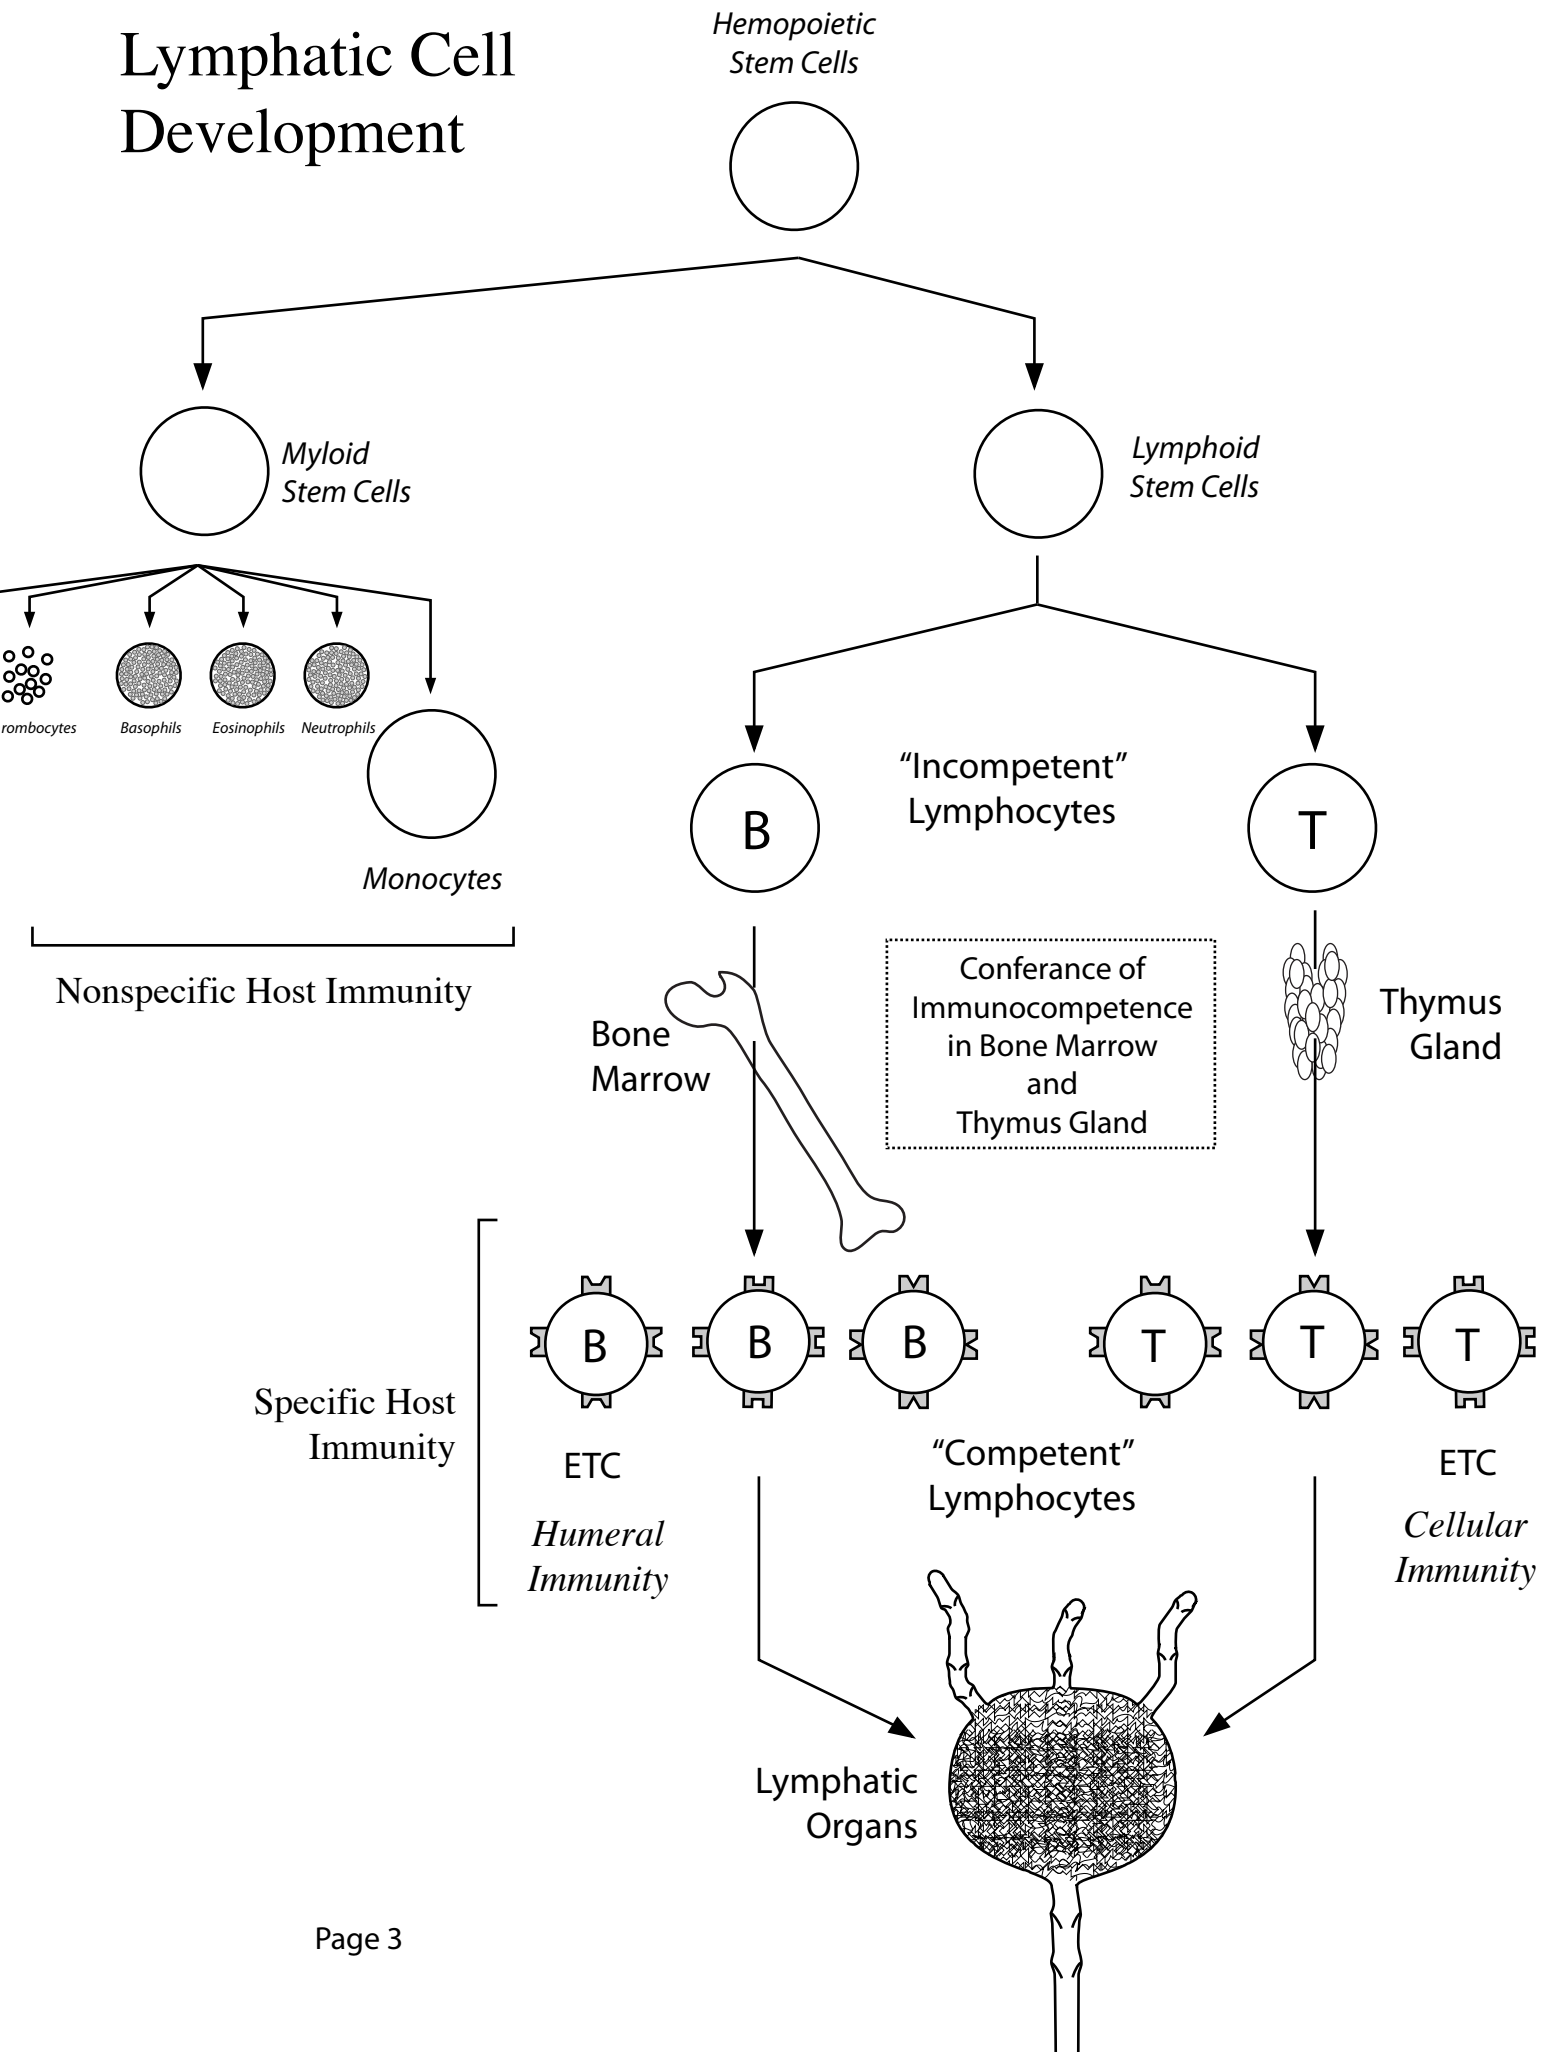 Lymphatic Cell
Development
Hemopoietic
Stem Cells
Myloid
Stem Cells
Lymphoid
Stem Cells
rombocytes
Basophils
Eosinophils
Neutrophils
Monocytes
Nonspecific Host Immunity
“Incompetent”
Lymphocytes
B
T
Bone
Marrow
Conferance of
Immunocompetence
in Bone Marrow
and
Thymus Gland
Thymus
Gland
Specific Host
Immunity
B
B
B
T
T
T
ETC
Humeral
Immunity
“Competent”
Lymphocytes
ETC
Cellular
Immunity
Lymphatic
Organs
Page 3